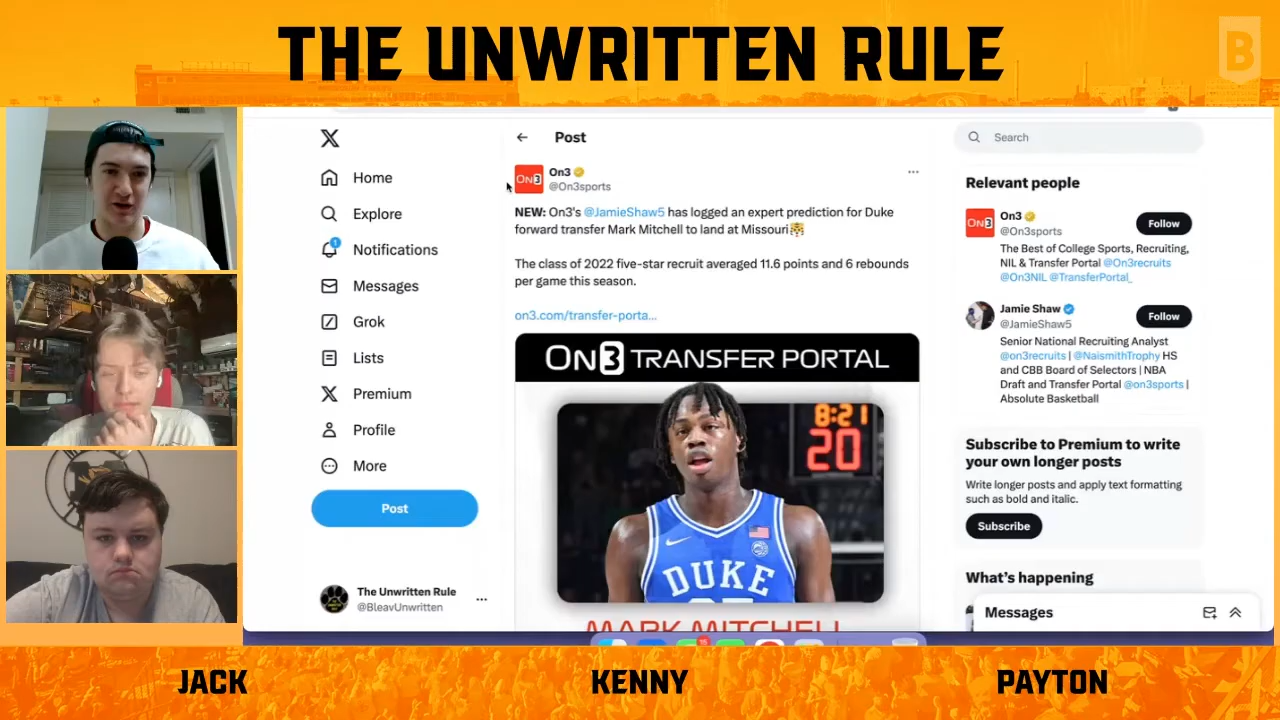 THE UNWRITTEN RULE
B
Post
Search
Home
Explore
1
Notifications
Messages
Grok
Lists
Premium
Profile
More
Post
The Unwritten Rule
@BleavUnwritten
ON3
On3
@On3sports
NEW: On3's @JamieShaw5 has logged an expert prediction for Duke
forward transfer Mark Mitchell to land at Missouri
The class of 2022 five-star recruit averaged 11.6 points and 6 rebounds
per game this season.
on3.com/transfer-porta...
ON3 TRANSFER PORTAL
8:21
20
DUKE
MARK MITCHELL
Relevant people
ON3
On3
@On3sports
Follow
The Best of College Sports, Recruiting,
NIL & Transfer Portal @On3recruits
@On3NIL @TransferPortal_
Jamie Shaw
@JamieShaw5
Follow
Senior National Recruiting Analyst
@on3recruits | @NaismithTrophy HS
and CBB Board of Selectors | NBA
Draft and Transfer Portal @on3sports |
Absolute Basketball
Subscribe to Premium to write
your own longer posts
Write longer posts and apply text formatting
such as bold and italic.
Subscribe
What's happening
Messages
15
JACK
KENNY
PAYTON